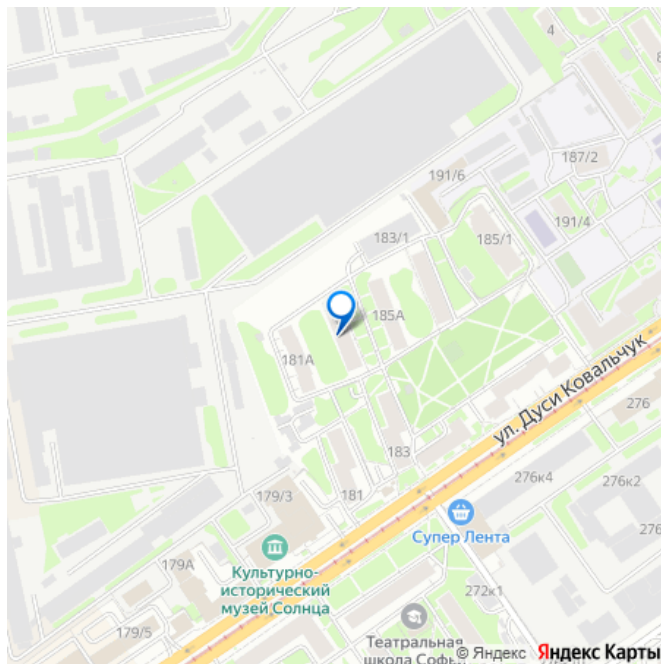 4
187/2
191/6
191/4
183/1
185/1
185А
181А
ул. Дуси Ковальчук
276
183
276к4
276к2
181
179/3
Супер Лента
179А
Культурно-
исторический
музей Солнца
272к1
179/5
Театральная
школа
© Яндекс
Яндекс Карты